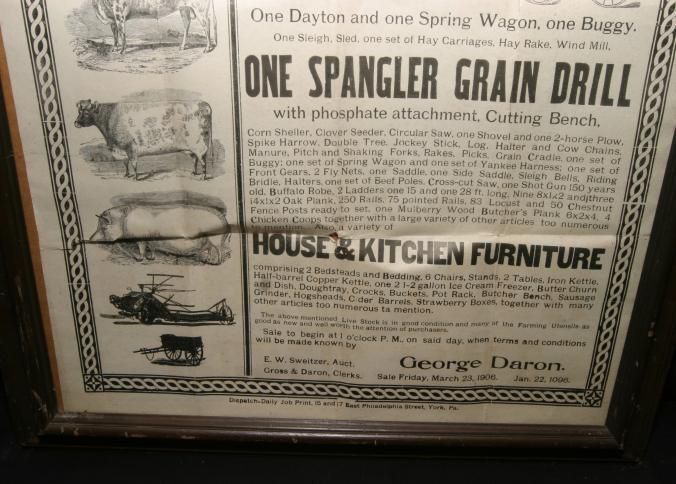 One Dayton and one Spring Wagon, one Buggy.
One Sleigh, Sled, one set of Hay Carriages, Hay Rake, Wind Mill,
ONE SPANGLER GRAIN DRILL
with phosphate attachment, Cutting Bench,
Corn Sheller, Clover Seeder, Circular Saw, one Shovel and one 2-horse Plow,
Spike Harrow, Double Tree, Jockey Stick, Log, Halter and Cow Chains,
Manure, Pitch and Shaking Forks, Rakes, Picks, Grain Cradle, one set of
Buggy; one set of Spring Wagon and one set of Yankee Harness; one set of
Front Gears, 2 Fly Nets, one Saddle, one Side Saddle, Sleigh Bells, Riding
Bridle, Halters, one set of Beef Poles, Cross-cut Saw, one Shot Gun 150 years
old, Buffalo Robe, 2 Ladders one 15 and one 28 ft. long, Nine 8x1x2 and three
14x1x2 Oak Plank, 250 Rails, 75 pointed Rails, 83 Locust and 50 Chestnut
Fence Posts ready to set, one Mulberry Wood Butcher's Plank 6x2x4, 4
Chicken Coops together with a large variety of other articles too numerous
to mention. Also, a variety of
HOUSE & KITCHEN FURNITURE
comprising 2 Bedsteads and Bedding, 6 Chairs, Stands, 2 Tables, Iron Kettle,
Half-barrel Copper Kettle, one 2 1-2 gallon Ice Cream Freezer, Butter Churn
and Dish, Doughtray, Crocks, Buckets, Pot Rack, Butcher Bench, Sausage
Grinder, Hogsheads, Cider Barrels, Strawberry Boxes, together with many
other articles too numerous to mention.
The above mentioned Live Stock is in good condition and many of the Farming Utensils as
good as new and well worth the attention of purchasers.
Sale to begin at 1 o'clock P. M., on said day, when terms and conditions
will be made known by
George Daron.
E. W. Sweitzer, Auct.
Gross & Daron, Clerks.
Sale Friday, March 23, 1906. Jan. 22, 1096.
Dispatch-Daily Job Print, 15 and 17 East Philadelphia Street, York, Pa.